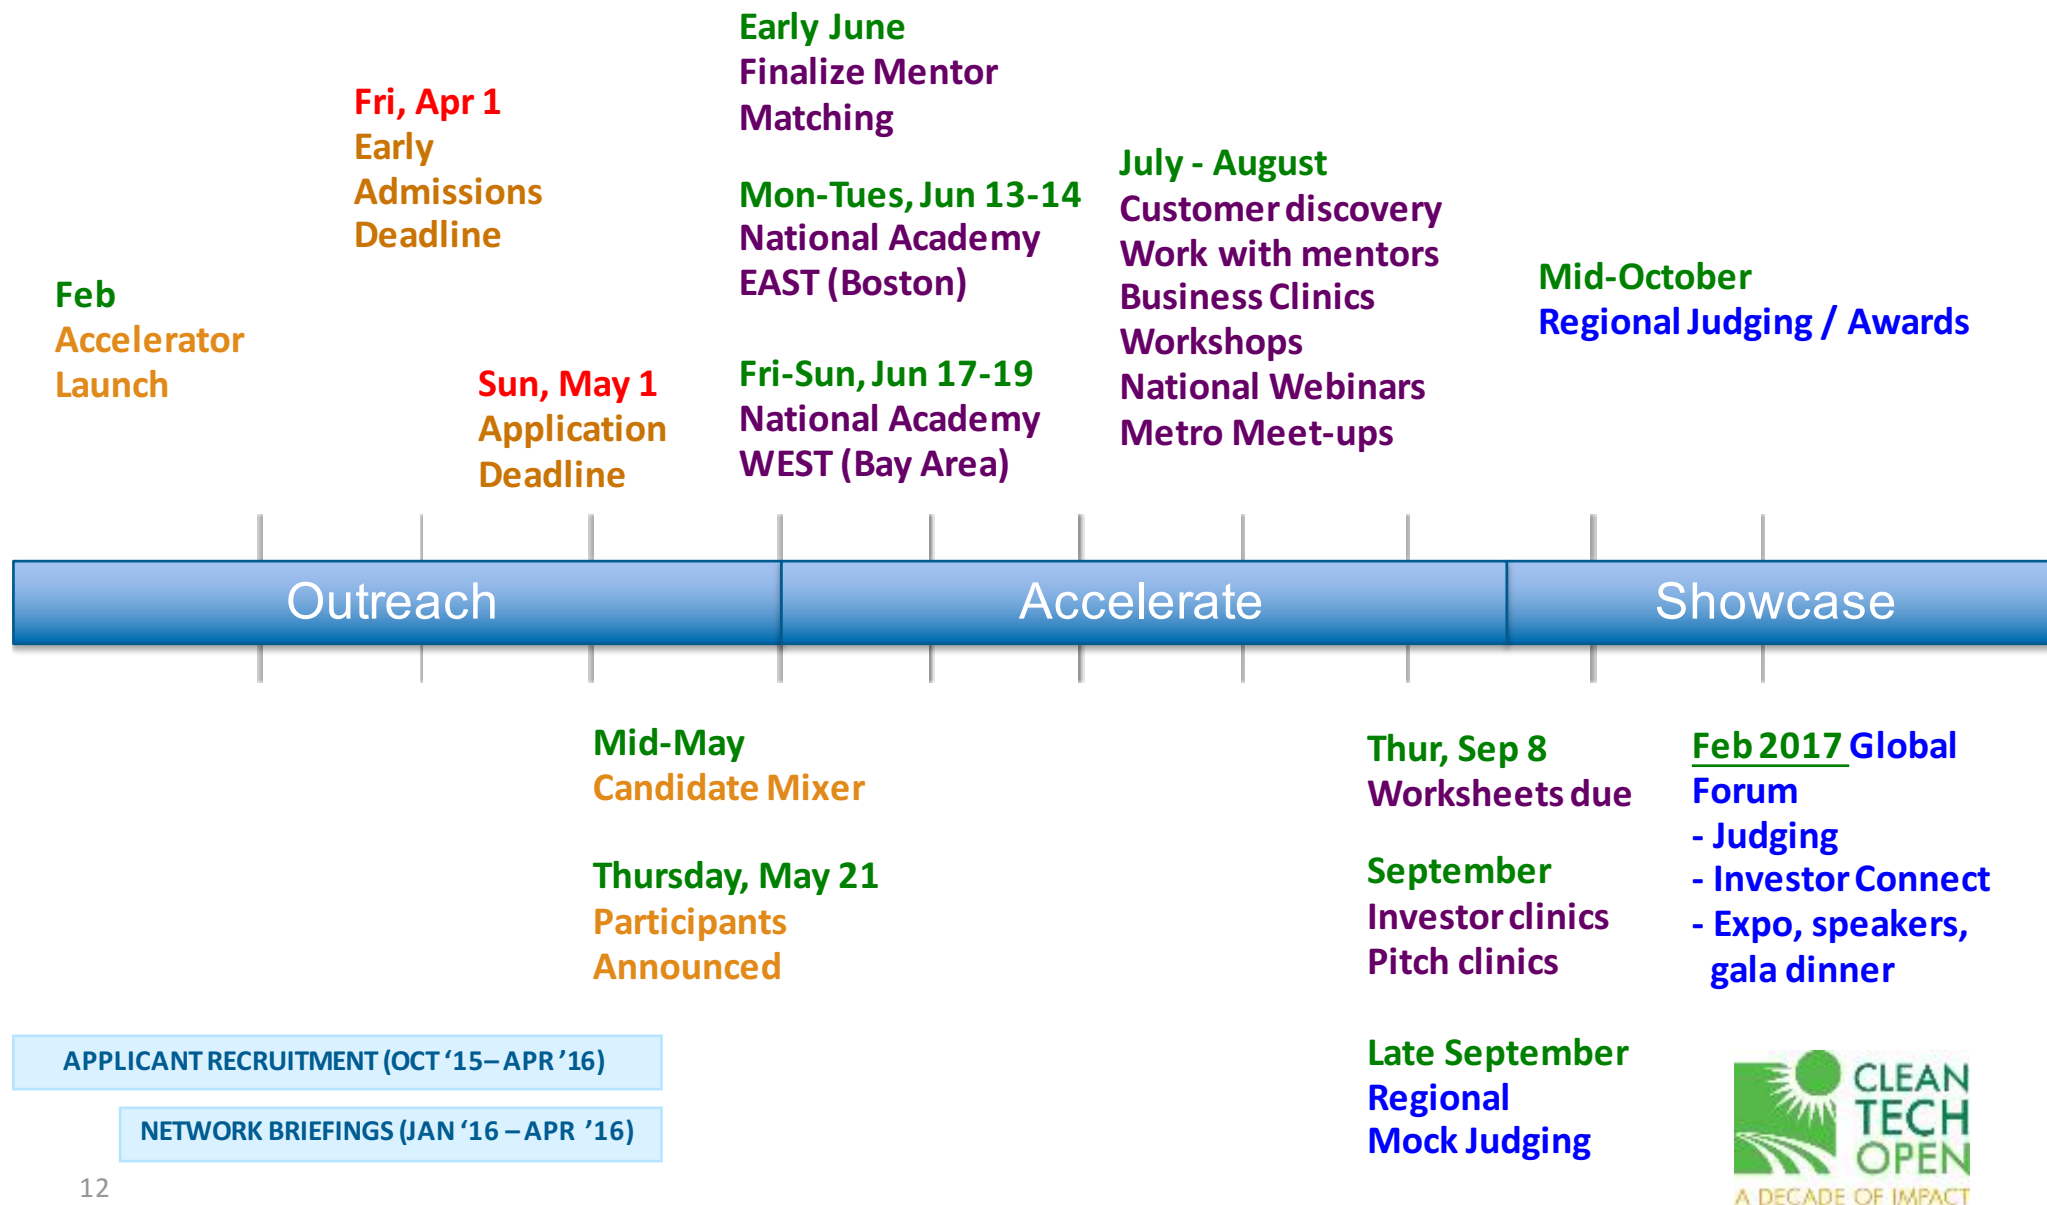 Early June
Finalize Mentor
Matching
Fri, Apr 1
Early
Admissions
Deadline
Mon-Tues, Jun 13-14
National Academy
EAST (Boston)
July - August
Customer discovery
Work with mentors
Business Clinics
Workshops
National Webinars
Metro Meet-ups
Mid-October
Regional Judging / Awards
Feb
Accelerator
Launch
Sun, May 1
Application
Deadline
Fri-Sun, Jun 17-19
National Academy
WEST (Bay Area)
Outreach
Accelerate
Showcase
Mid-May
Candidate Mixer
Thursday, May 21
Participants
Announced
Thur, Sep 8
Worksheets due
September
Investor clinics
Pitch clinics
Late September
Regional
Mock Judging
Feb 2017 Global
Forum
- Judging
- Investor Connect
- Expo, speakers,
gala dinner
APPLICANT RECRUITMENT (OCT ‘15– APR ’16)
NETWORK BRIEFINGS (JAN ‘16 – APR ’16)
12
CLEAN
TECH
OPEN
A DECADE OF IMPACT